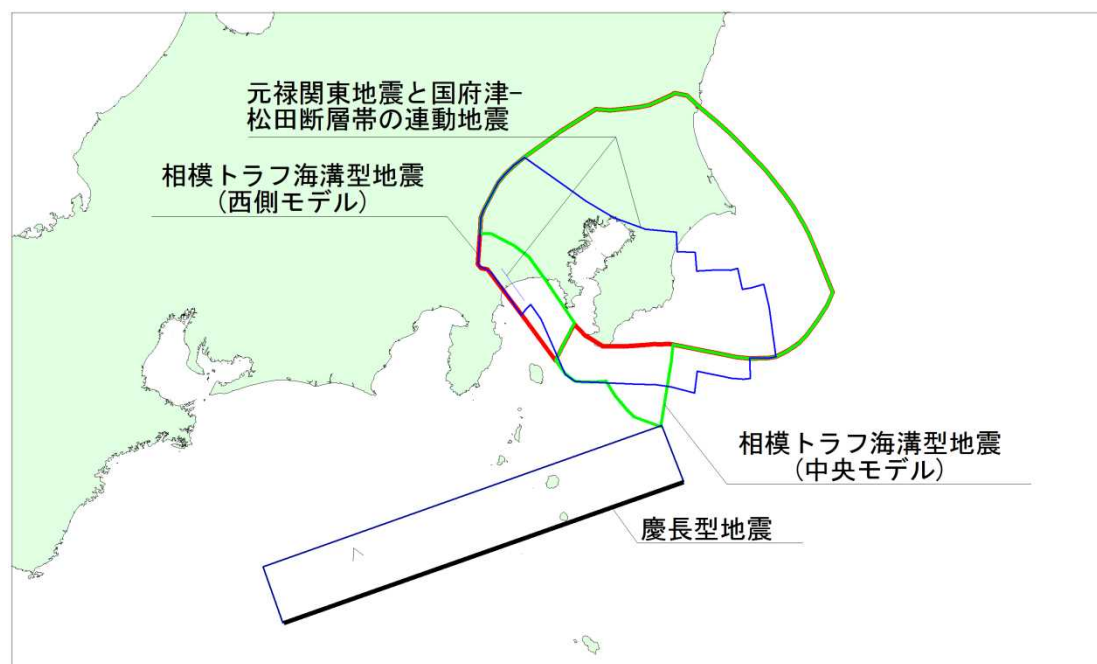 元禄関東地震と国府津-
松田断層帯の連動地震
相模トラフ海溝型地震
(西側モデル)
相模トラフ海溝型地震
(中央モデル)
慶長型地震